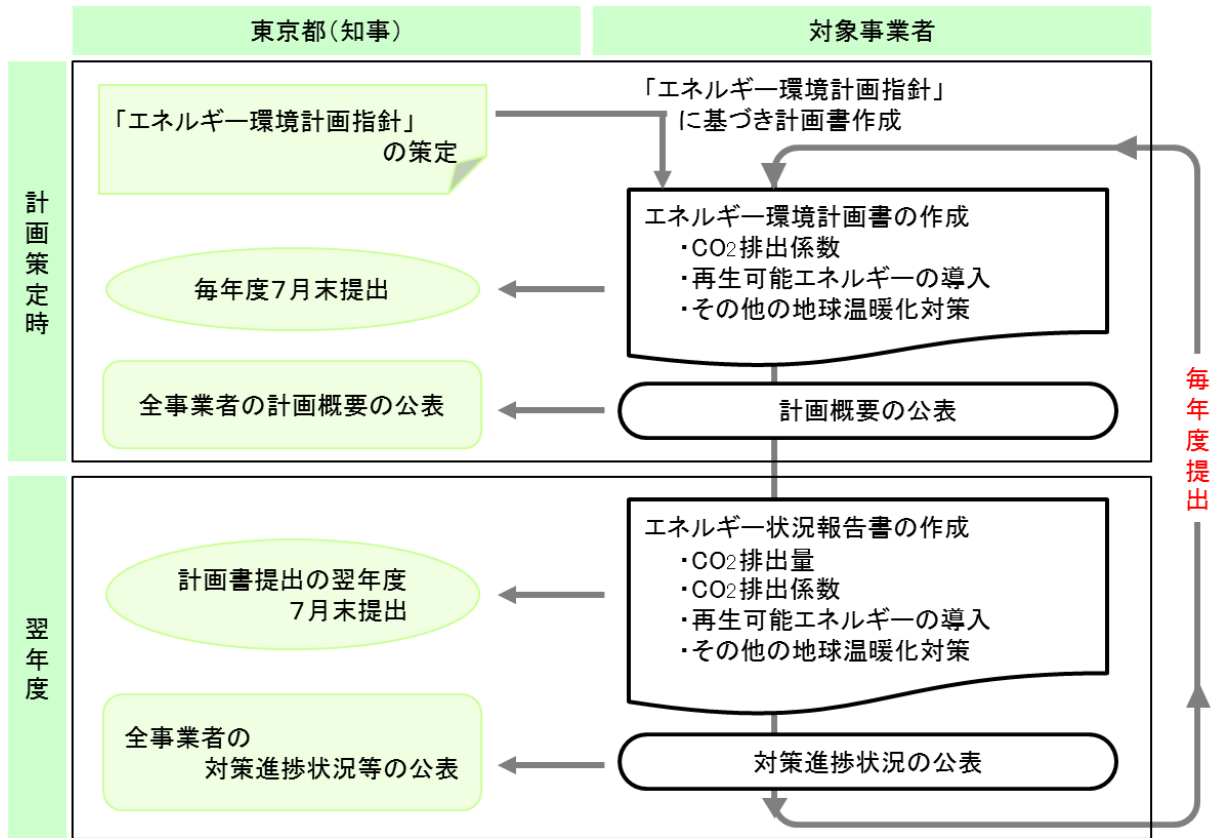 東京都（知事）
対象事業者
計画策定時
「エネルギー環境計画指針」
の策定
「エネルギー環境計画指針」
に基づき計画書作成
エネルギー環境計画書の作成
・CO2排出係数
・再生可能エネルギーの導入
・その他の地球温暖化対策
毎年度７月末提出
全事業者の計画概要の公表
計画概要の公表
毎年度提出
翌年度
エネルギー状況報告書の作成
・CO2排出量
・CO2排出係数
・再生可能エネルギーの導入
・その他の地球温暖化対策
計画書提出の翌年度
７月末提出
全事業者の
対策進捗状況等の公表
対策進捗状況の公表